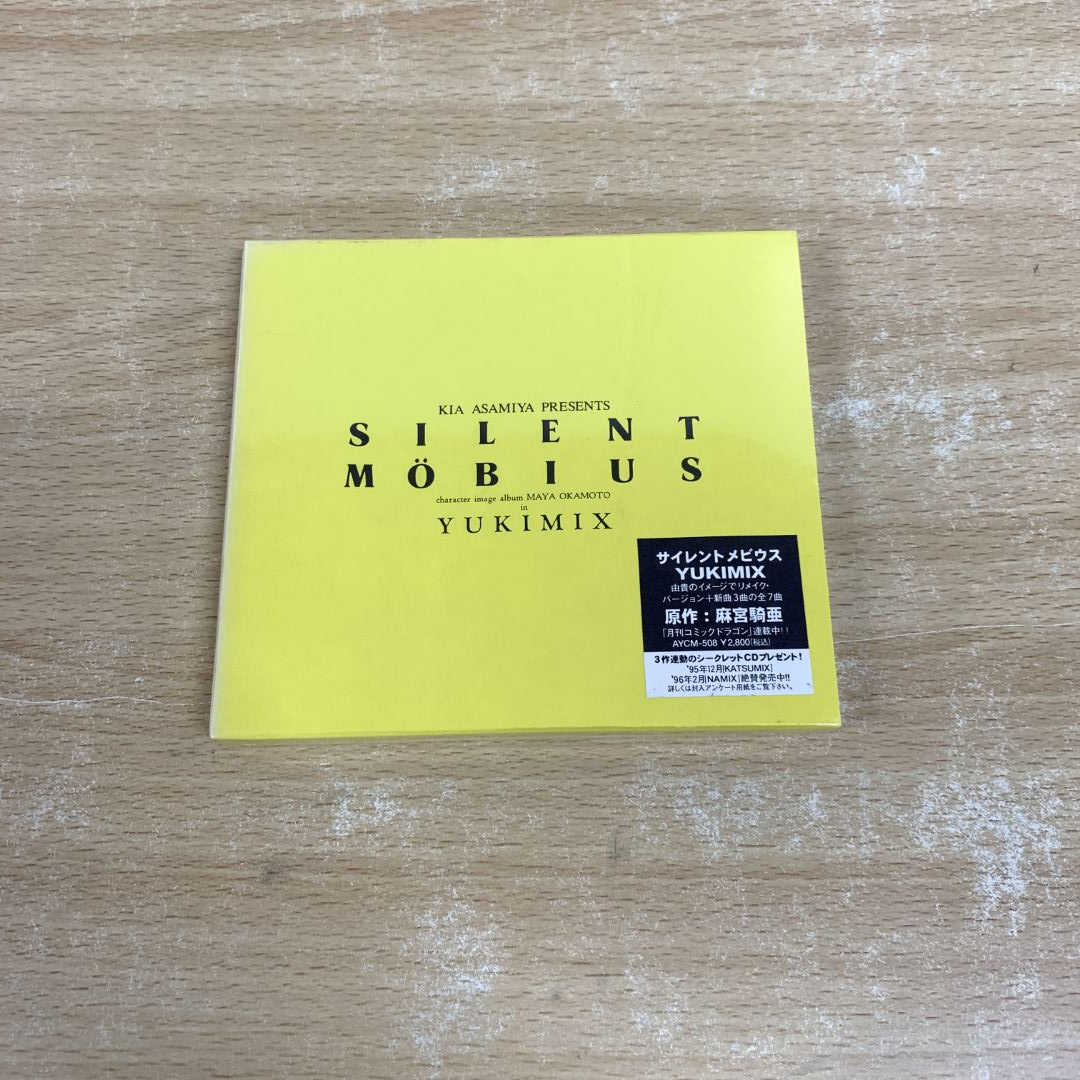 KIA ASAMIYA PRESENTS
SILENT
MÖBIUS
character image album MAYA OKAMOTO
in
YUKIMIX
サイレントメビウス
YUKIMIX
由貴のイメージでリメイク・
バージョン+新曲3曲の全7曲
原作:麻宮騎亜
「月刊コミックドラゴン」連載中!!
AYCM-508 ¥2,800(税込)
3作連動のシークレットCDプレゼント!
'95年12月[KATSUMIX]
'96年2月[NAMIX]絶賛発売中!!
詳しくは封入アンケート用紙をご覧下さい。